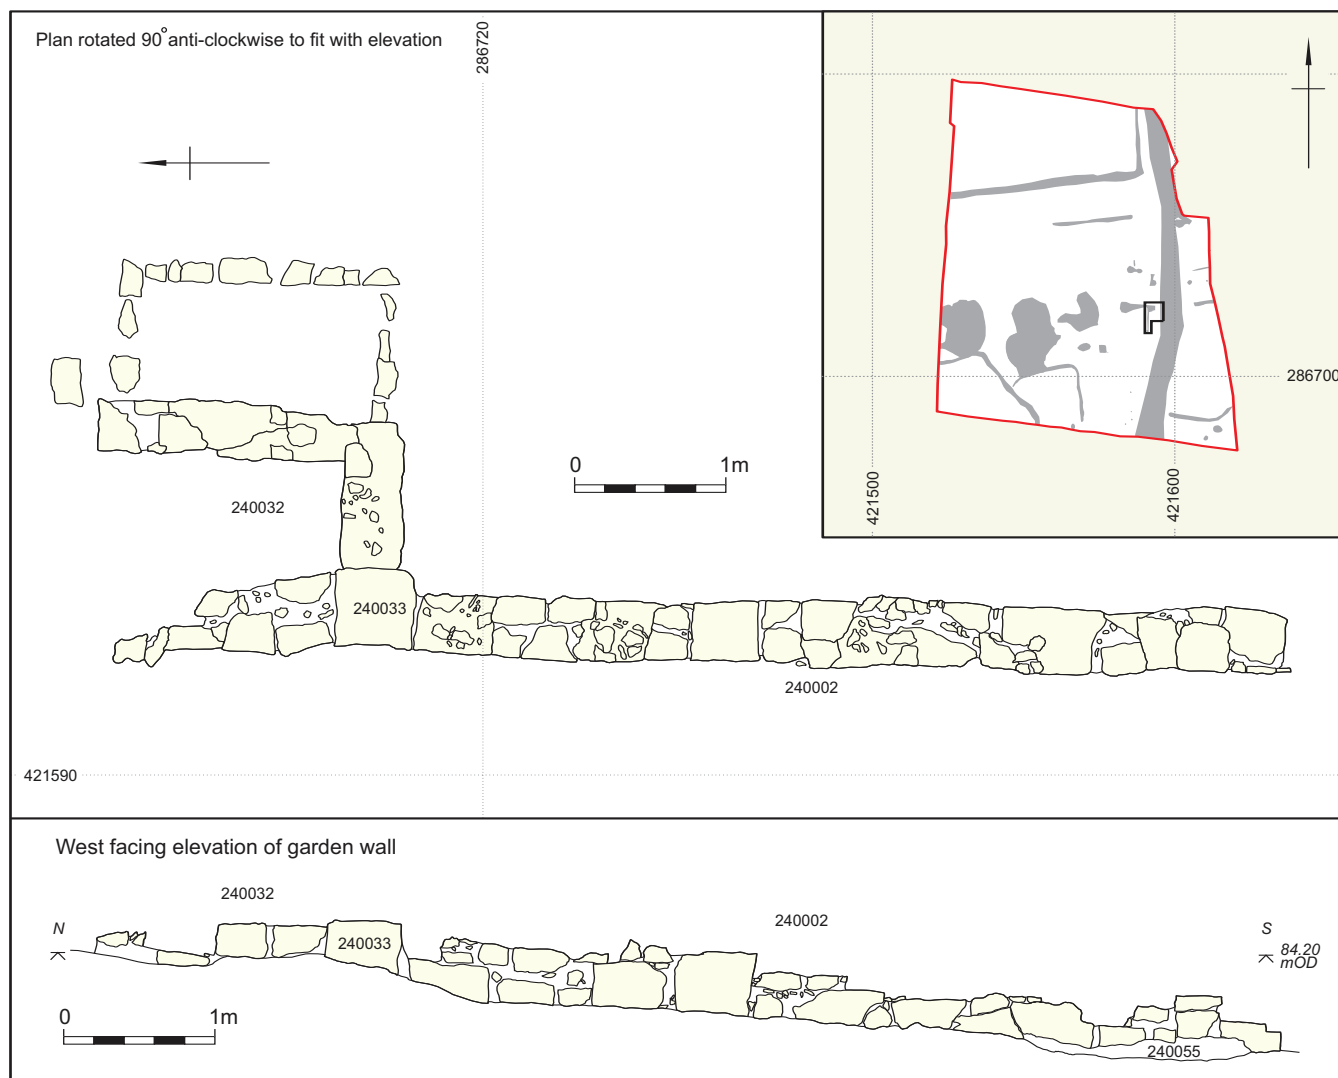 Plan rotated 90°anti-clockwise to fit with elevation
286720
286700
421500
421600
0 1m
240032
240033
240002
421590
West facing elevation of garden wall
240032
240002
N
240033
S
84.20
mOD
0 1m
240055